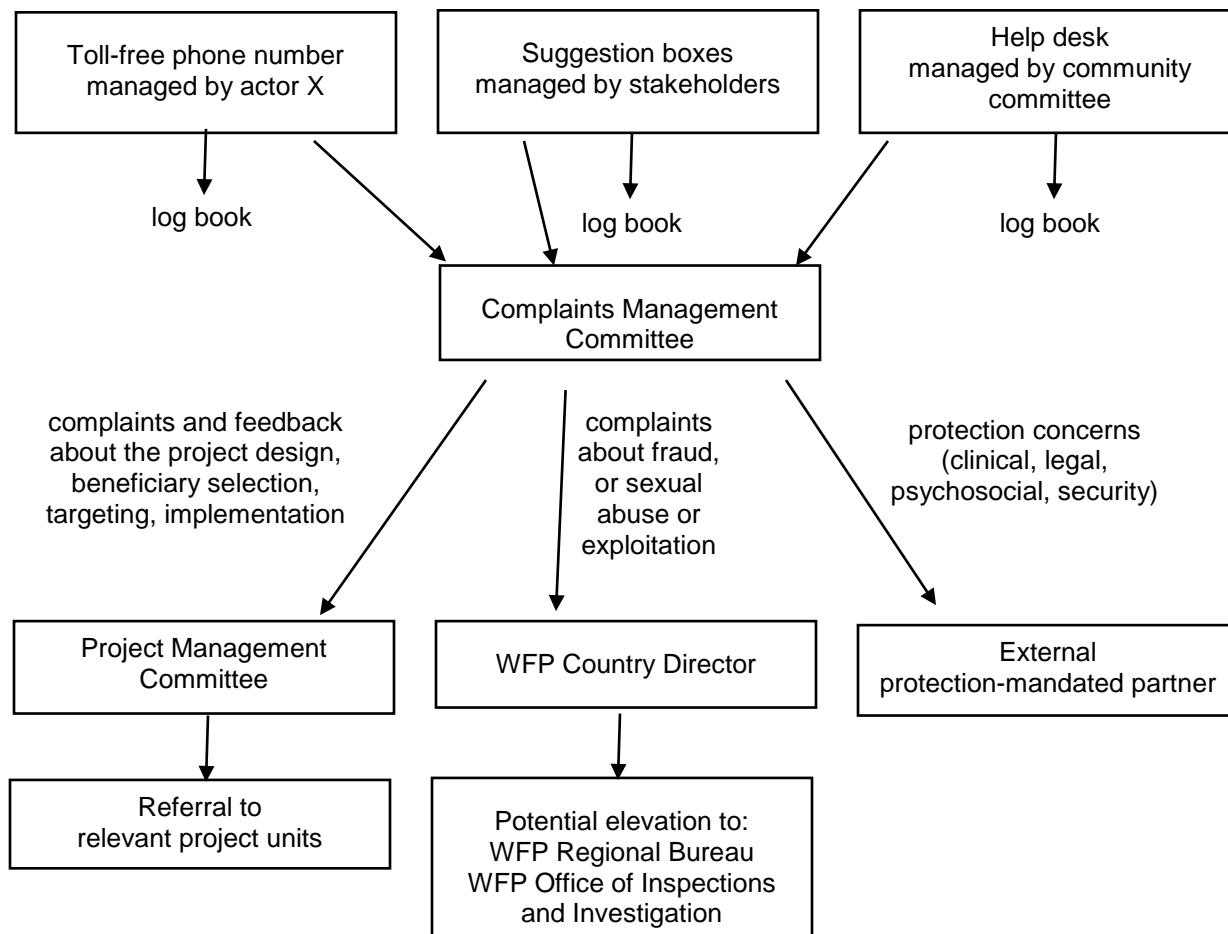 Toll-free phone number
managed by actor X
Suggestion boxes
managed by stakeholders
Help desk
managed by community
committee
log book
log book
log book
Complaints Management
Committee
complaints and feedback
about the project design,
beneficiary selection,
targeting, implementation
complaints
about fraud,
or sexual
abuse or
exploitation
protection concerns
(clinical, legal,
psychosocial, security)
Project Management
Committee
WFP Country Director
External
protection-mandated partner
Referral to
relevant project units
Potential elevation to:
WFP Regional Bureau
WFP Office of Inspections
and Investigation